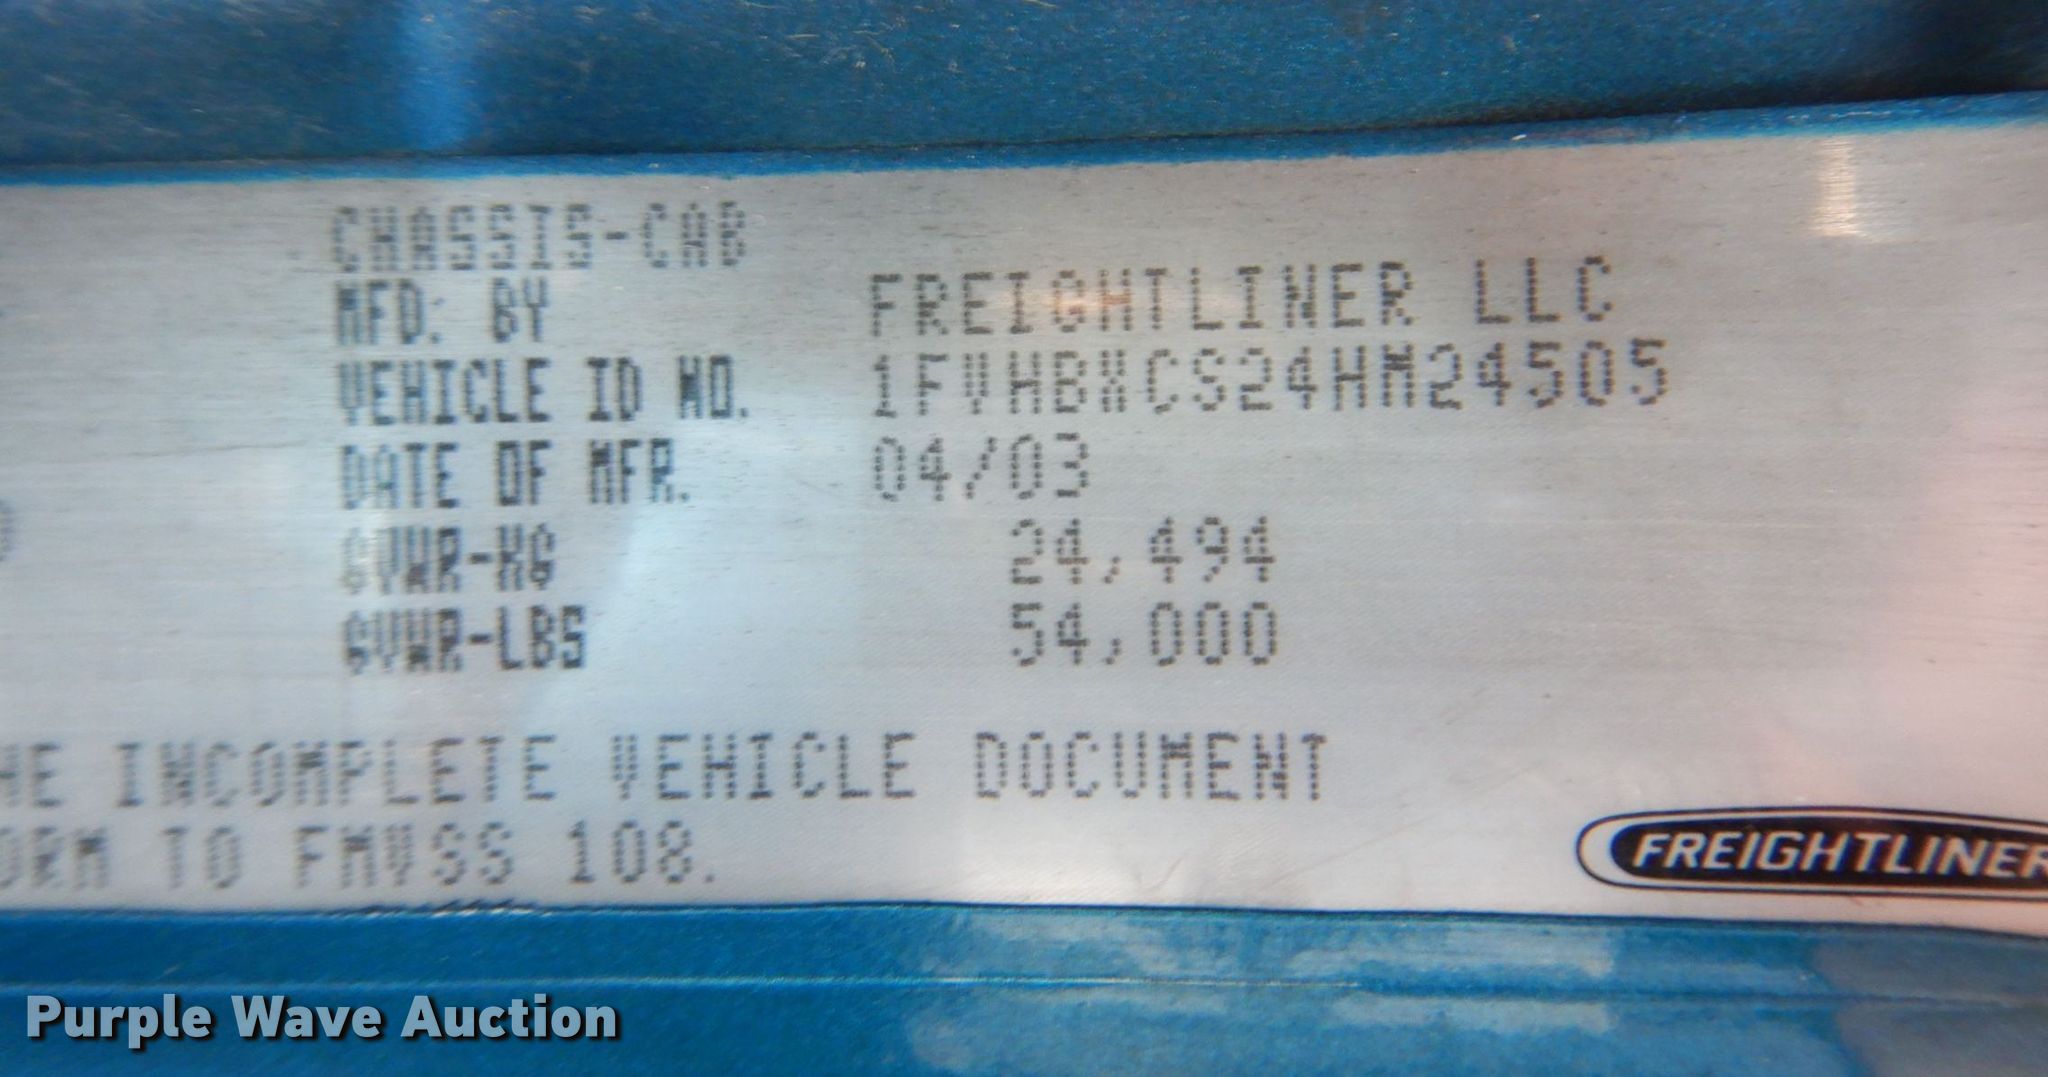 CHASSIS-CAB
MFD. BY FREIGHTLINER LLC
VEHICLE ID NO. 1FVHBXCS24HM24505
DATE OF MFR. 04/03
GVWR-KG 24,494
GVWR-LBS 54,000
HE INCOMPLETE VEHICLE DOCUMENT
ORM TO FMVSS 108.
FREIGHTLINER
Purple Wave Auction